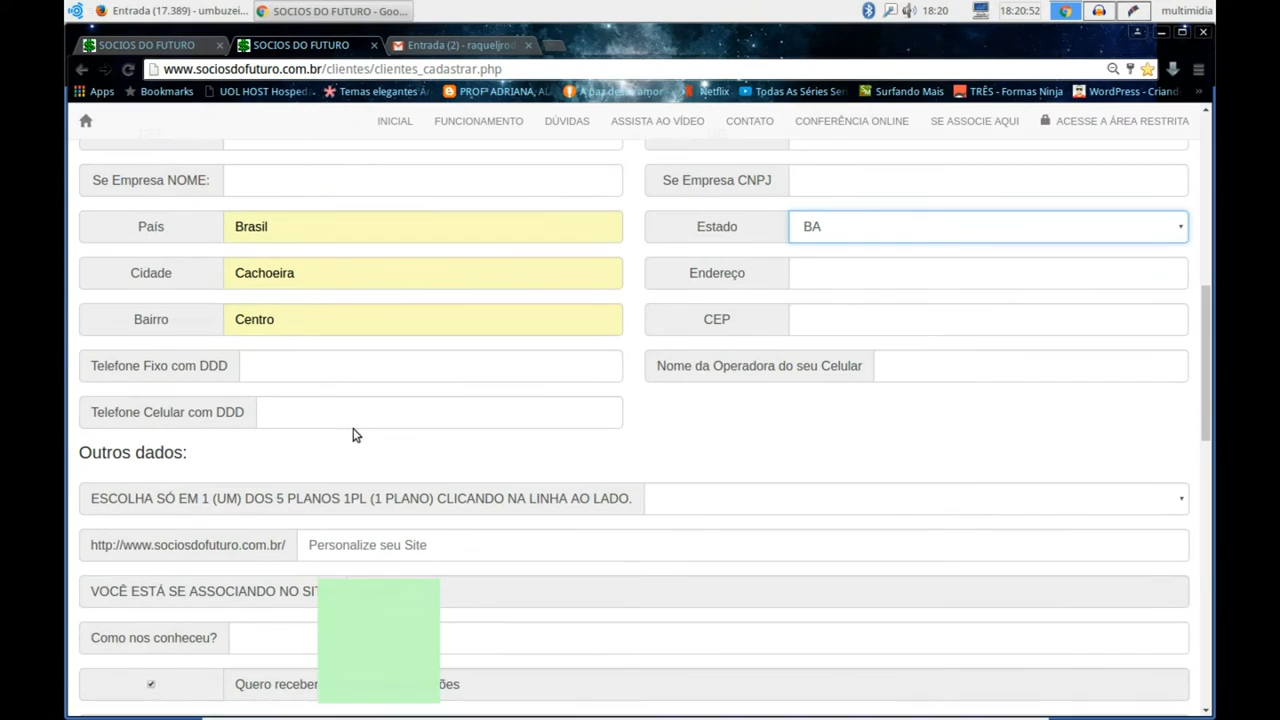 Entrada (17.389) - umbuzei...
SOCIOS DO FUTURO - Goo...
18:20
18:20:52
multimidia
SOCIOS DO FUTURO
SOCIOS DO FUTURO
Entrada (2) - raqueljrod
www.sociosdofuturo.com.br/clientes/clientes_cadastrar.php
Apps
Bookmarks
UOL HOST Hosped
Temas elegantes
PROFª ADRIANA, AL
A paz de amor
Netflix
Todas As Séries Ser
Surfando Mais
TRÊS - Formas Ninja
WordPress - Crian
INICIAL
FUNCIONAMENTO
DÚVIDAS
ASSISTA AO VÍDEO
CONTATO
CONFERÊNCIA ONLINE
SE ASSOCIE AQUI
ACESSE A ÁREA RESTRITA
Se Empresa NOME:
Se Empresa CNPJ
País
Brasil
Estado
BA
Cidade
Cachoeira
Endereço
Bairro
Centro
CEP
Telefone Fixo com DDD
Nome da Operadora do seu Celular
Telefone Celular com DDD
Outros dados:
ESCOLHA SÓ EM 1 (UM) DOS 5 PLANOS 1PL (1 PLANO) CLICANDO NA LINHA AO LADO.
http://www.sociosdofuturo.com.br/
Personalize seu Site
VOCÊ ESTÁ SE ASSOCIANDO NO SIT
Como nos conheceu?
Quero receber ões